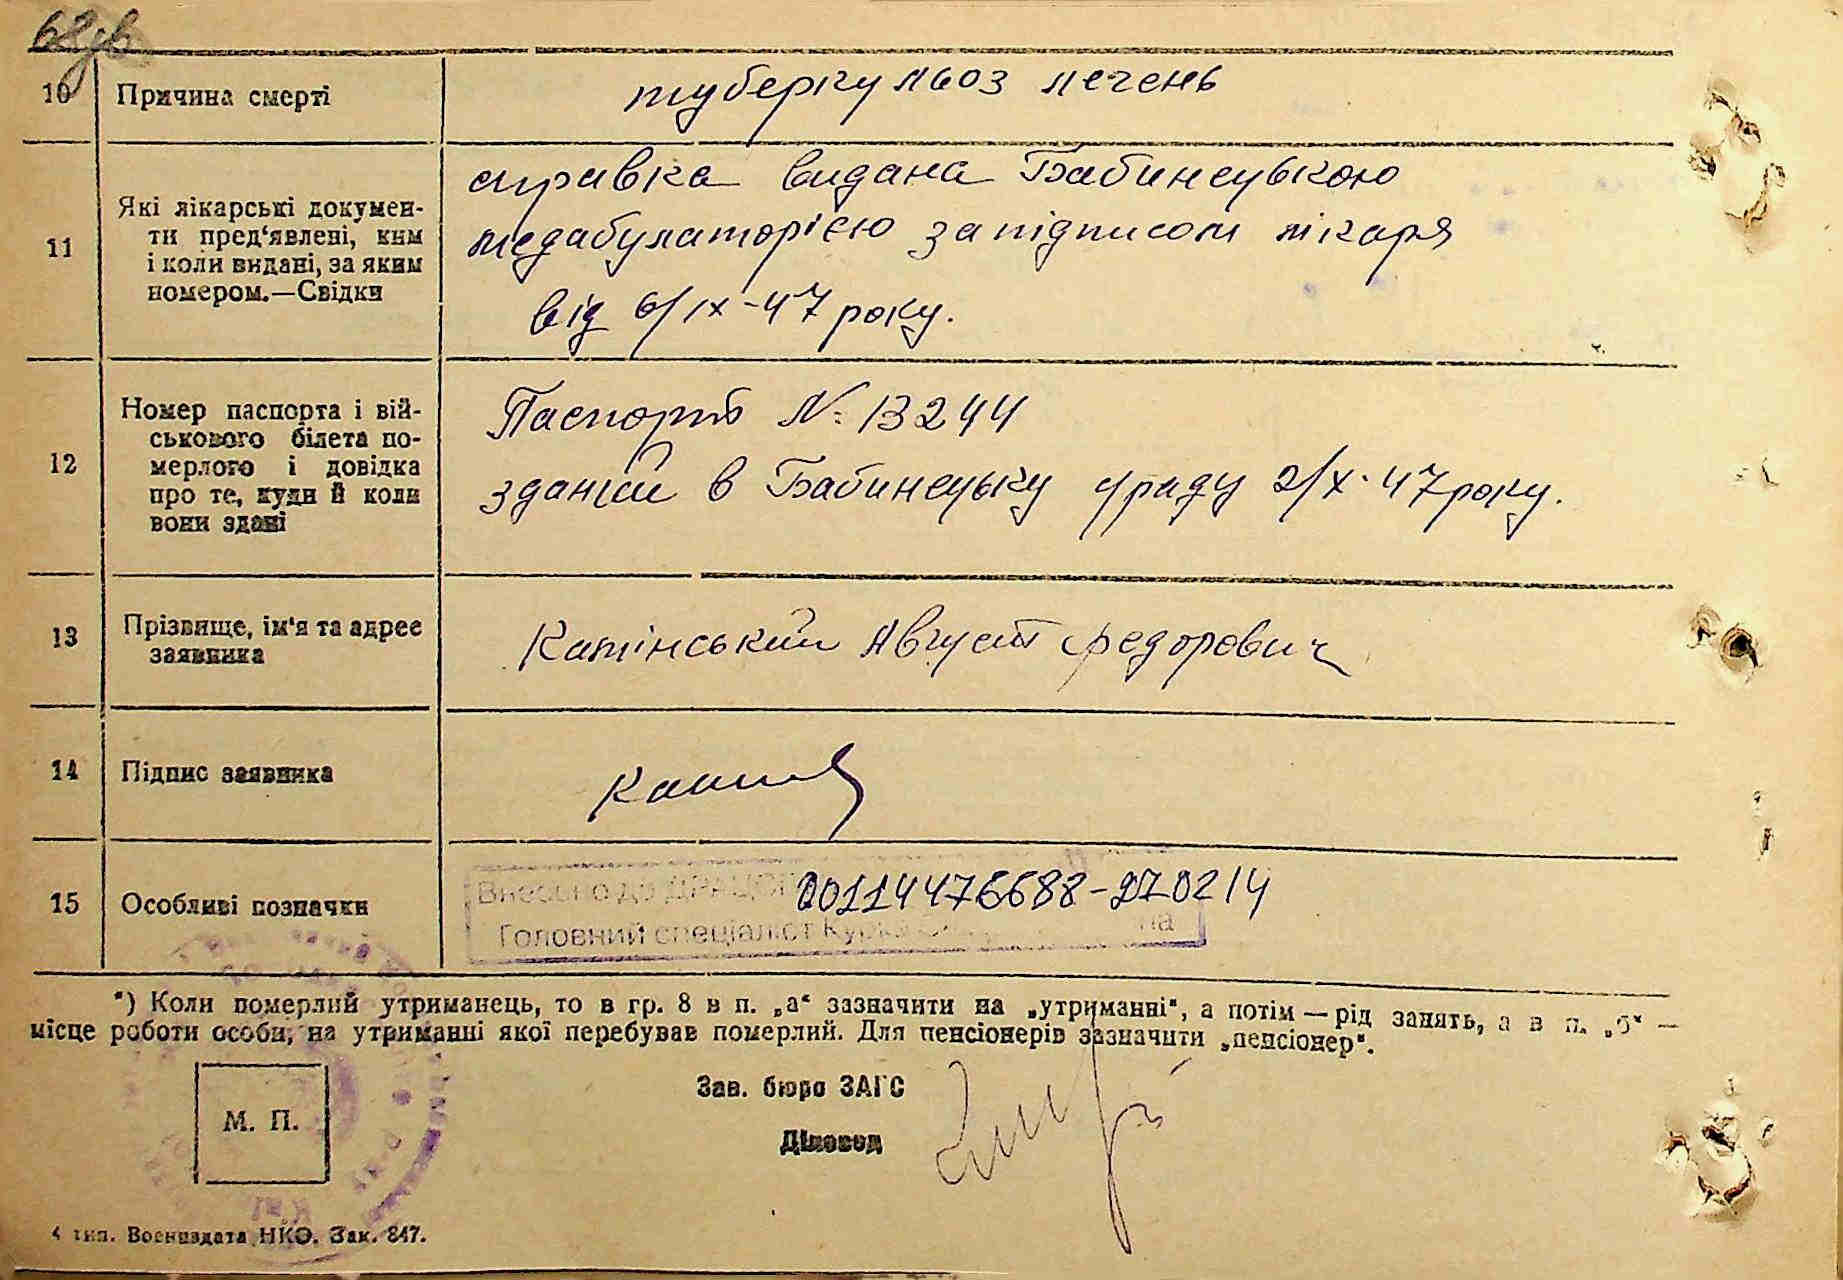 62зв
10 Причина смерті туберкульоз легень
11 Які лікарські докумен-
ти пред‘явлені, ким
і коли видані, за яким
номером.—Свідки
справка видана Бабинецькою
медабулаторією за підписом лікаря
від 6/IX-47 року.
12 Номер паспорта і вій-
ськового білета по-
мерлого і довідка
про те, куди й коли
вони здані
Паспорт №: 13244
зданий в Бабинецьку с/раду 2/X-47 року.
13 Прізвище, ім‘я та адрес
заявника
Камінський Август Федорович
14 Підпис заявника
15 Особливі позначки
Внесено до ДРАЦСГ 00114476688-270214
Головний спеціаліст
*) Коли померлий утриманець, то в гр. 8 в п. „а“ зазначити на „утриманні“, а потім — рід занять, а в п. „б“ —
місце роботи особи, на утриманні якої перебував померлий. Для пенсіонерів зазначити „пенсіонер“.
Зав. бюро ЗАГС
М. П.
Діловод
4 тип. Воениздата НКО. Зак. 847.